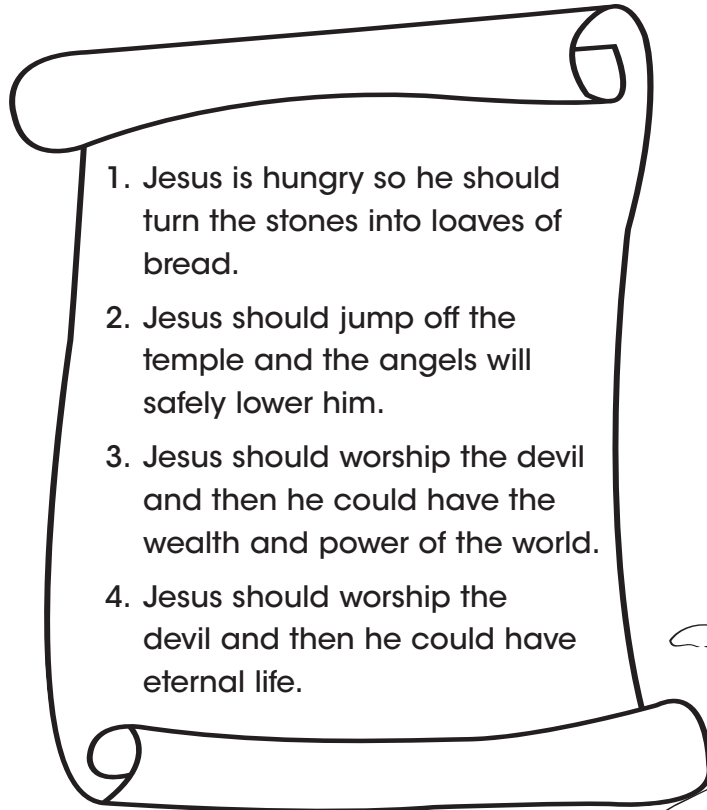 1. Jesus is hungry so he should
turn the stones into loaves of
bread.
2. Jesus should jump off the
temple and the angels will
safely lower him.
3. Jesus should worship the devil
and then he could have the
wealth and power of the world.
4. Jesus should worship the
devil and then he could have
eternal life.